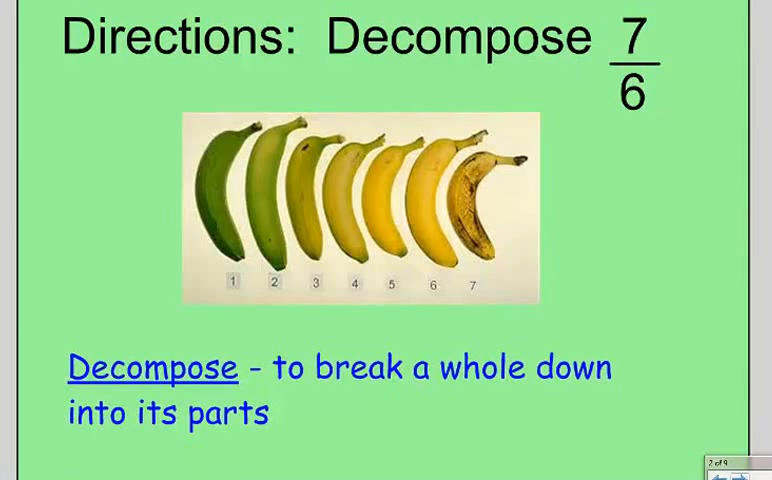 Directions: Decompose 7/6
1 2 3 4 5 6 7
Decompose - to break a whole down
into its parts
2 of 9